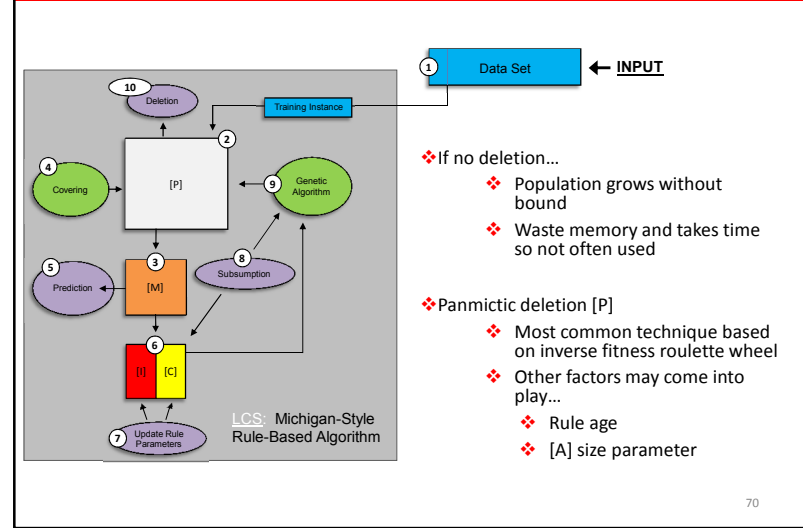 1
Data Set
INPUT
10
Deletion
Training Instance
2
4
Covering
[P]
9
Genetic
Algorithm
3
5
Prediction
[M]
8
Subsumption
6
[I]
[C]
7
Update Rule
Parameters
LCS: Michigan-Style
Rule-Based Algorithm
❖If no deletion…
❖ Population grows without
bound
❖ Waste memory and takes time
so not often used
❖Panmictic deletion [P]
❖ Most common technique based
on inverse fitness roulette wheel
❖ Other factors may come into
play…
❖ Rule age
❖ [A] size parameter
70